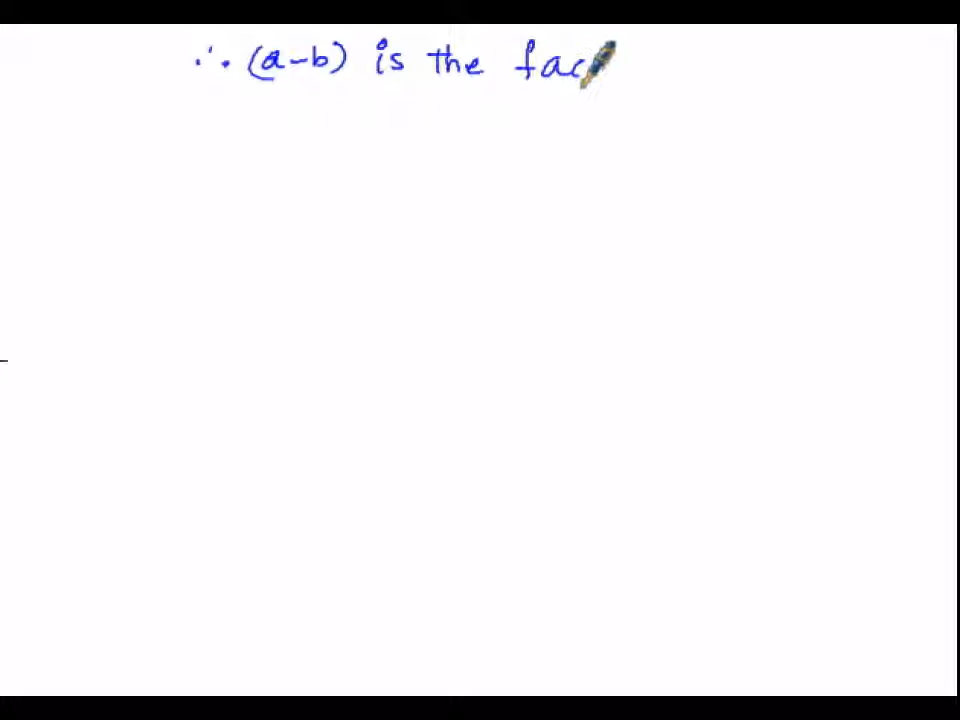 ∴ (a-b) is the fac